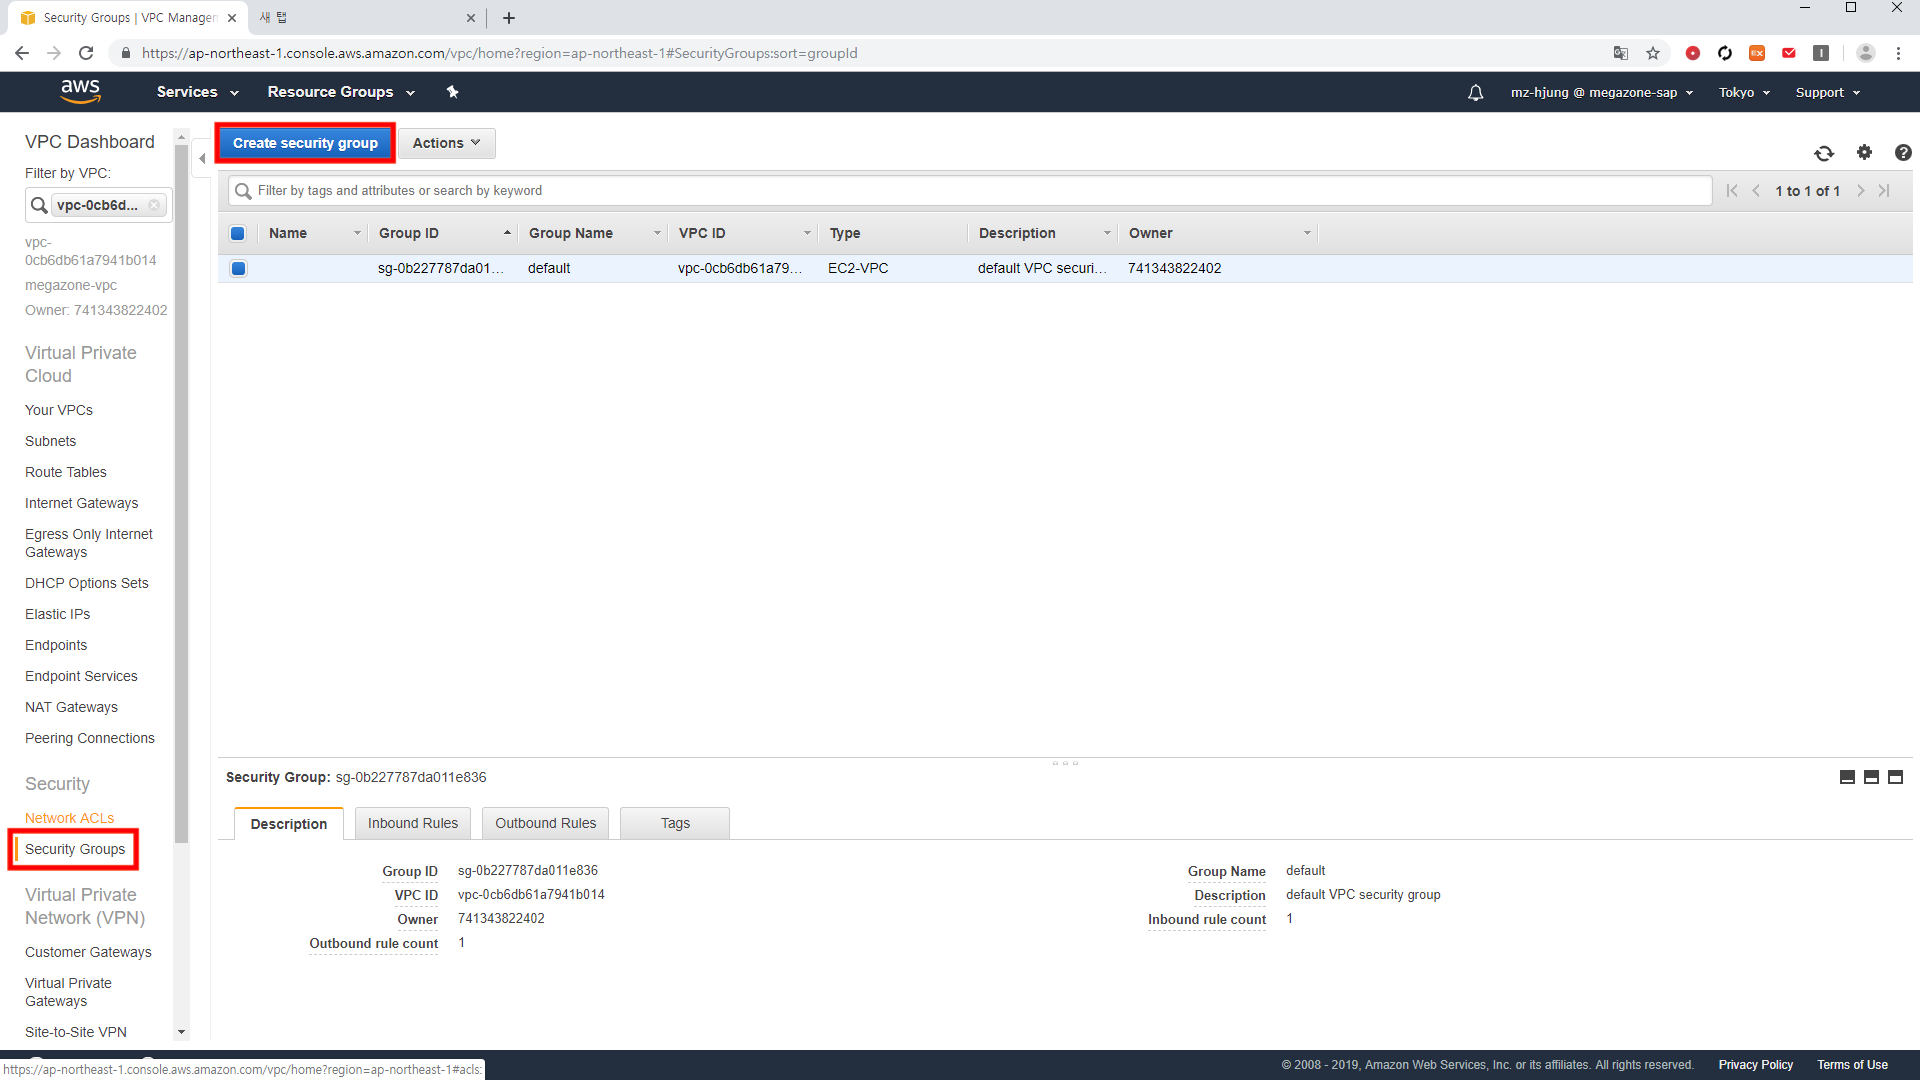 Security Groups | VPC Manager
새 탭
https://ap-northeast-1.console.aws.amazon.com/vpc/home?region=ap-northeast-1#SecurityGroups:sort=groupId
aws
Services
Resource Groups
mz-hjung @ megazone-sap
Tokyo
Support
VPC Dashboard
Filter by VPC:
vpc-0cb6d...
vpc-
0cb6db61a7941b014
megazone-vpc
Owner: 741343822402
Virtual Private
Cloud
Your VPCs
Subnets
Route Tables
Internet Gateways
Egress Only Internet
Gateways
DHCP Options Sets
Elastic IPs
Endpoints
Endpoint Services
NAT Gateways
Peering Connections
Security
Network ACLs
Security Groups
Virtual Private
Network (VPN)
Customer Gateways
Virtual Private
Gateways
Site-to-Site VPN
Create security group
Actions
Filter by tags and attributes or search by keyword
1 to 1 of 1
Name Group ID Group Name VPC ID Type Description Owner
sg-0b227787da01... default vpc-0cb6db61a79... EC2-VPC default VPC securi... 741343822402
Security Group: sg-0b227787da011e836
Description Inbound Rules Outbound Rules Tags
Group ID sg-0b227787da011e836
VPC ID vpc-0cb6db61a7941b014
Owner 741343822402
Outbound rule count 1
Group Name default
Description default VPC security group
Inbound rule count 1
https://ap-northeast-1.console.aws.amazon.com/vpc/home?region=ap-northeast-1#acls:
© 2008 - 2019, Amazon Web Services, Inc. or its affiliates. All rights reserved.
Privacy Policy
Terms of Use